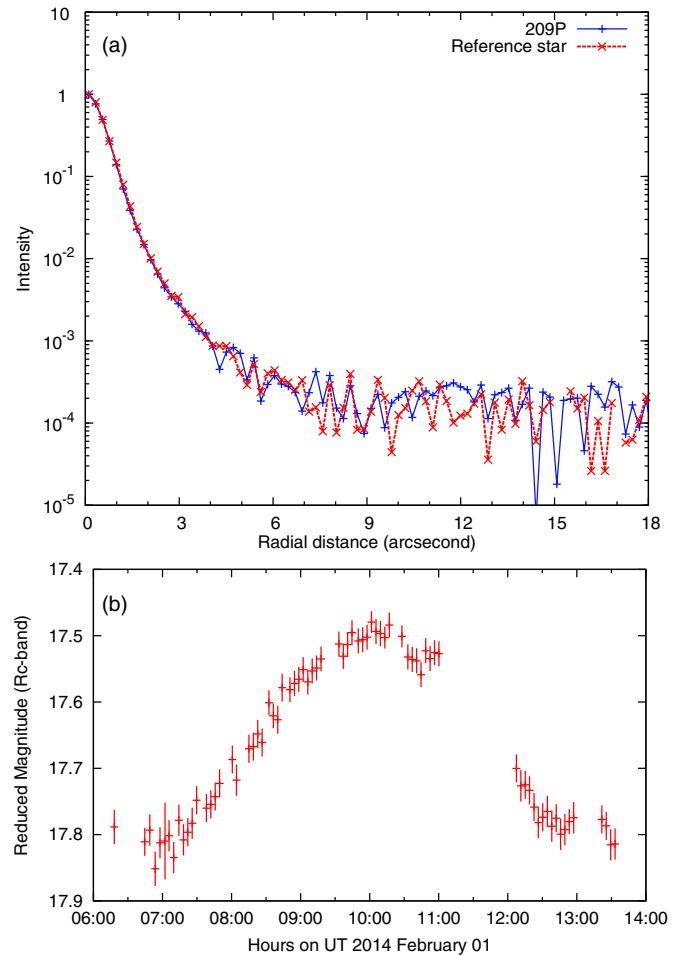 (a)
209P
Reference star
10
1
10-1
10-2
10-3
10-4
10-5
Intensity
0 3 6 9 12 15 18
Radial distance (arcsecond)
(b)
17.4
17.5
17.6
17.7
17.8
17.9
Reduced Magnitude (Rc-band)
06:00 07:00 08:00 09:00 10:00 11:00 12:00 13:00 14:00
Hours on UT 2014 February 01